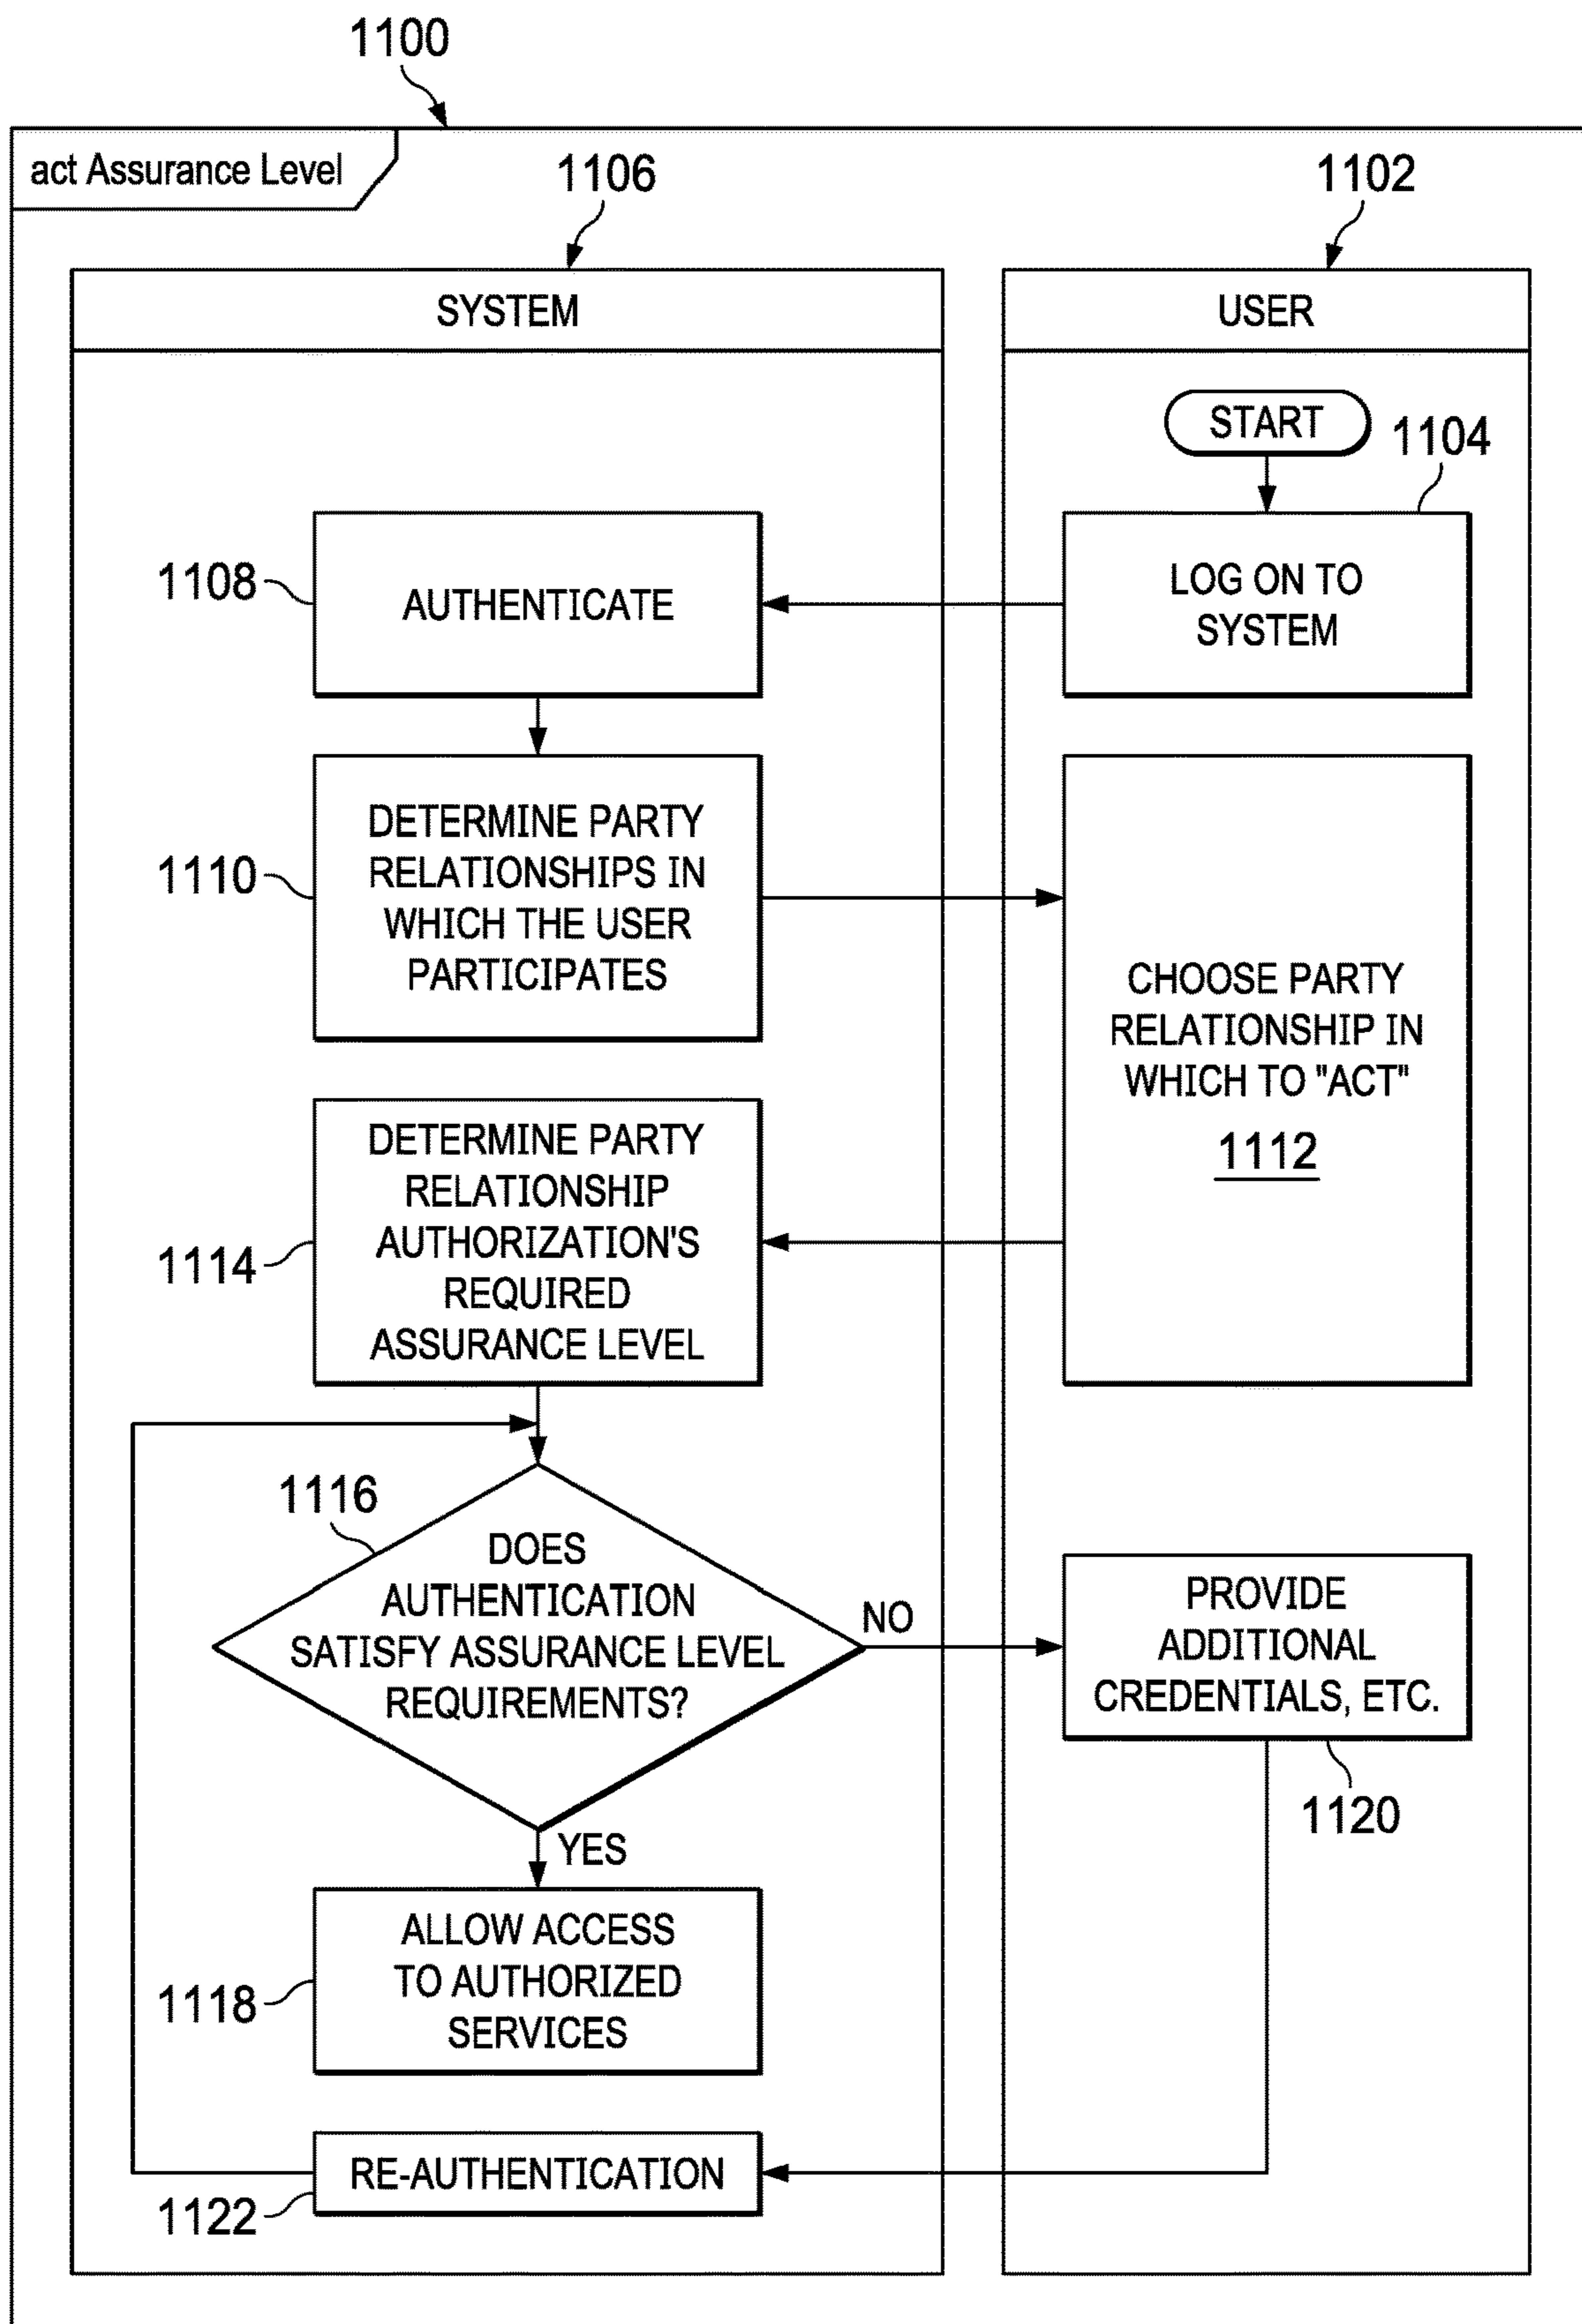 1100
act Assurance Level
1106
1102
SYSTEM
USER
START
1104
1108
AUTHENTICATE
LOG ON TO
SYSTEM
1110
DETERMINE PARTY
RELATIONSHIPS IN
WHICH THE USER
PARTICIPATES
CHOOSE PARTY
RELATIONSHIP IN
WHICH TO "ACT"
1112
1114
DETERMINE PARTY
RELATIONSHIP
AUTHORIZATION'S
REQUIRED
ASSURANCE LEVEL
1116
DOES
AUTHENTICATION
SATISFY ASSURANCE LEVEL
REQUIREMENTS?
NO
PROVIDE
ADDITIONAL
CREDENTIALS, ETC.
1120
YES
1118
ALLOW ACCESS
TO AUTHORIZED
SERVICES
RE-AUTHENTICATION
1122